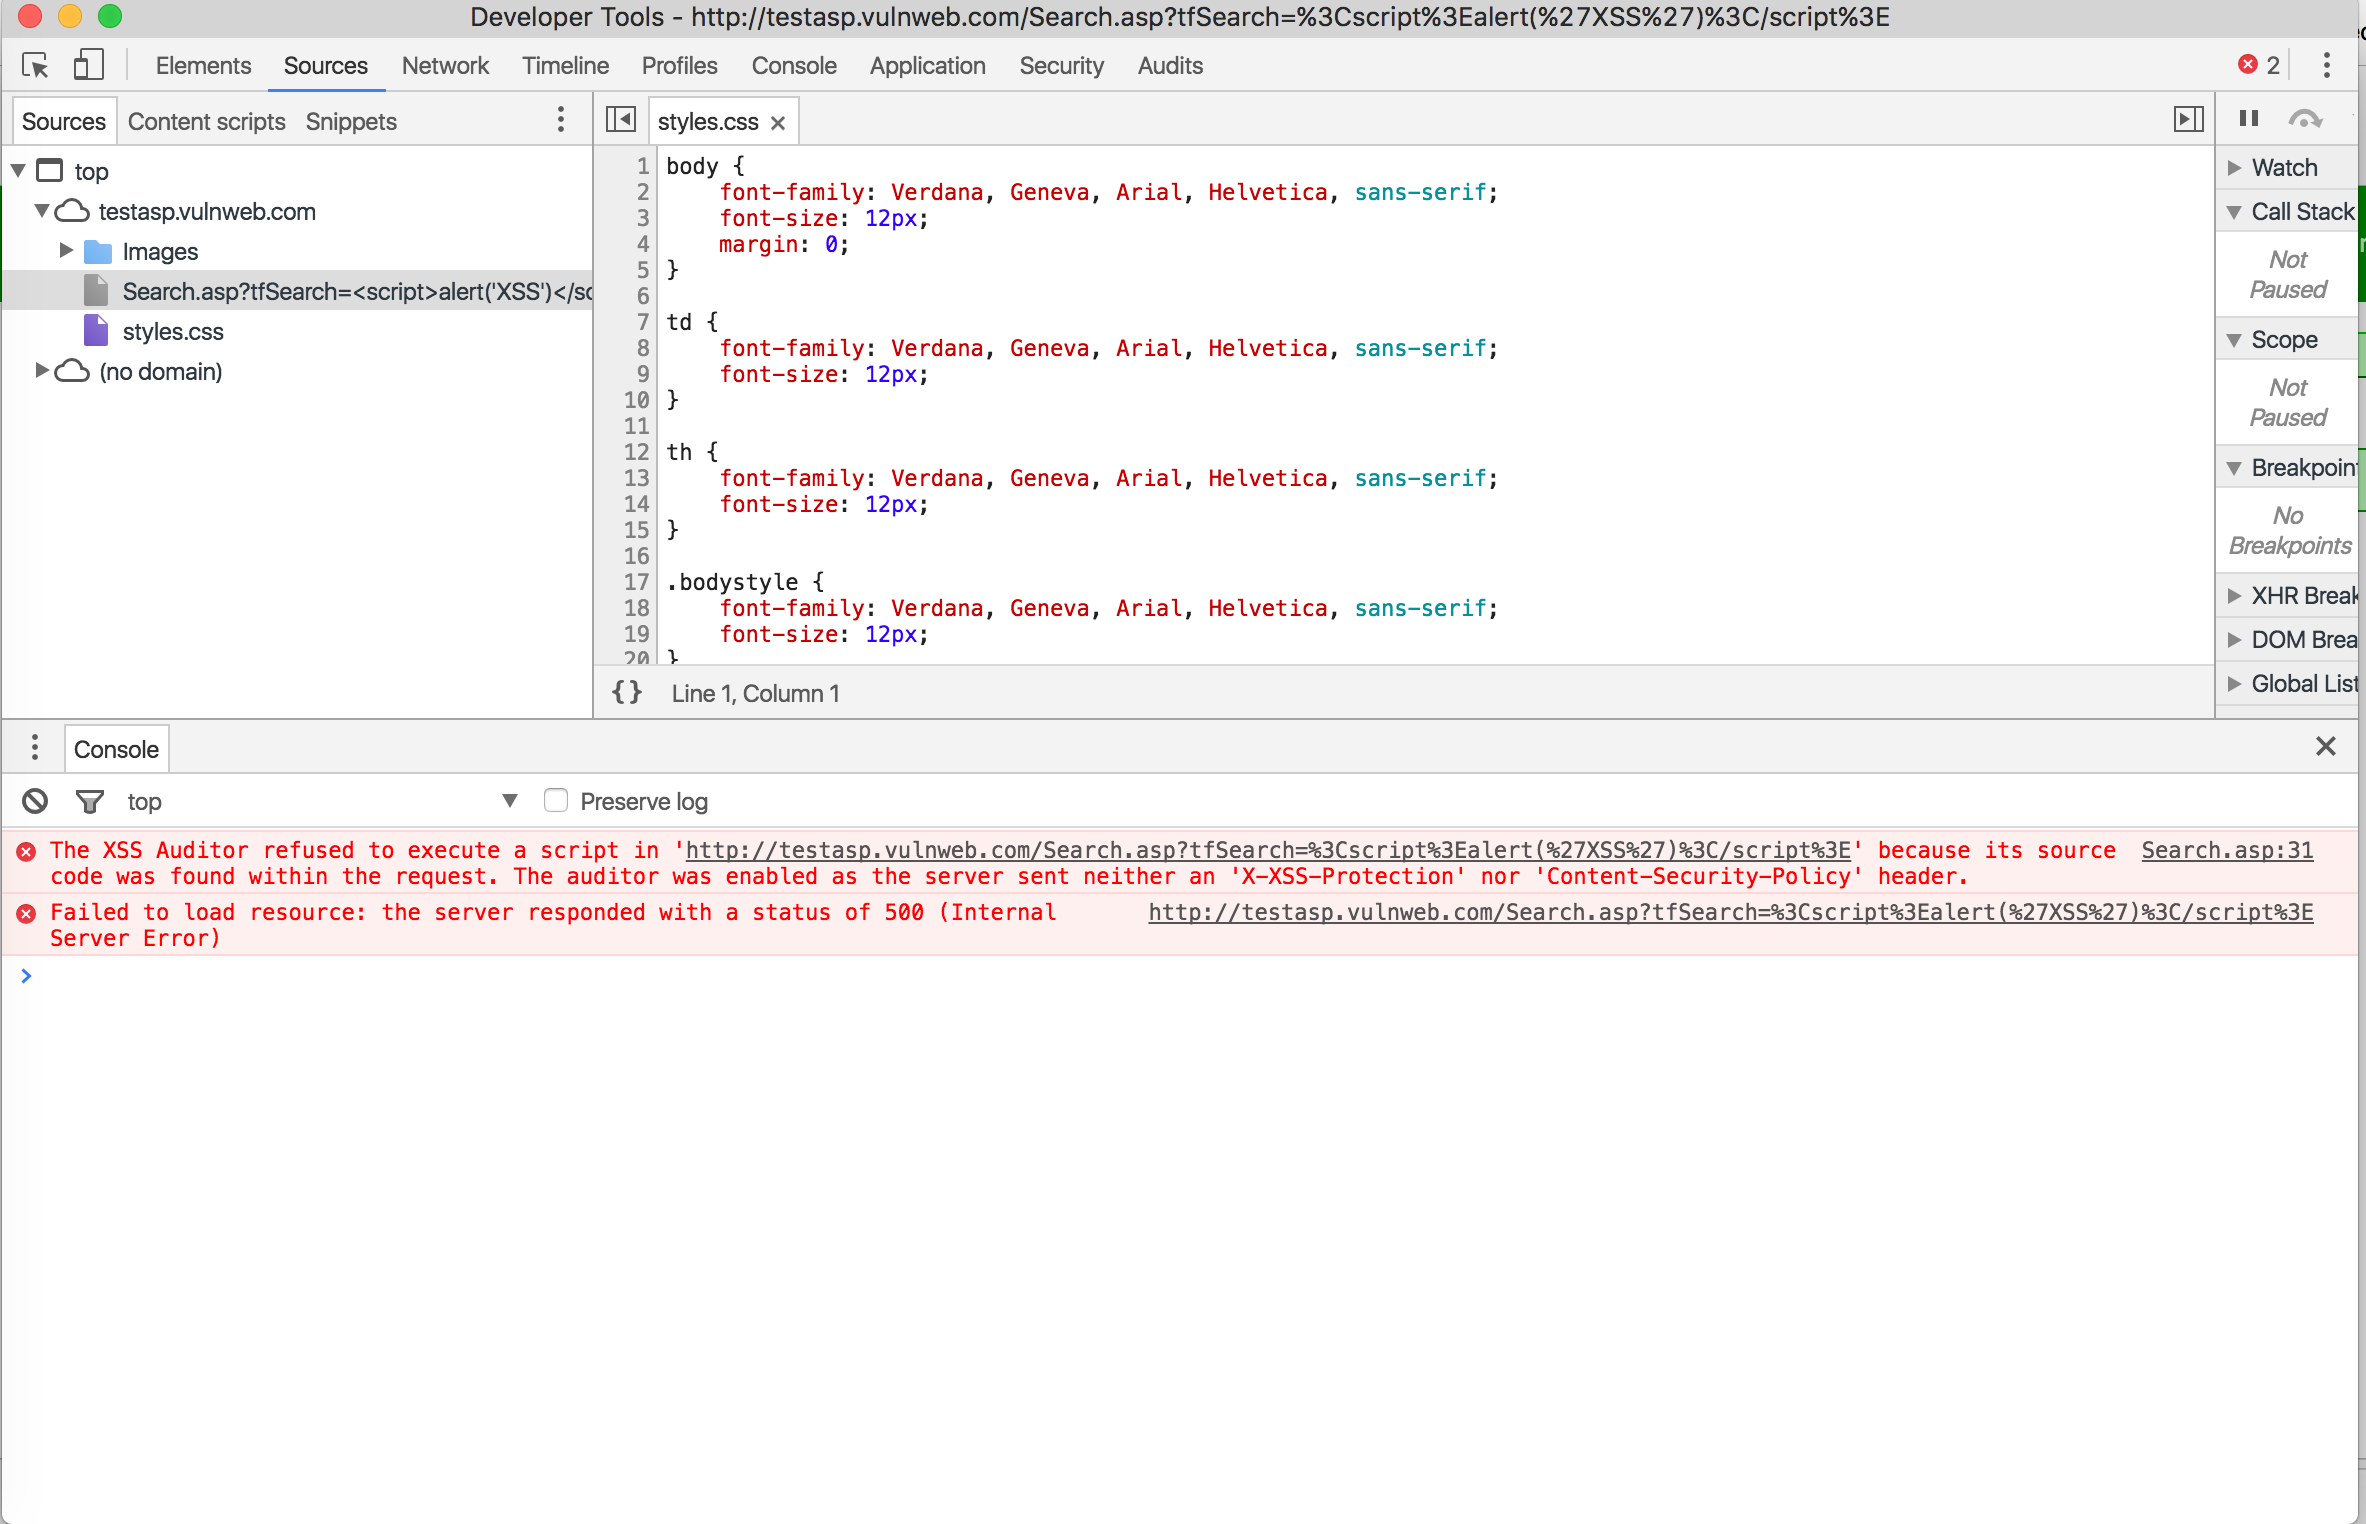 Developer Tools - http://testasp.vulnweb.com/Search.asp?tfSearch=%3Cscript%3Ealert(%27XSS%27)%3C/script%3E
Elements Sources Network Timeline Profiles Console Application Security Audits 2
Sources Content scripts Snippets
styles.css
top
testasp.vulnweb.com
Images
Search.asp?tfSearch=<script>alert('XSS')</sc
styles.css
(no domain)
1 body {
2 font-family: Verdana, Geneva, Arial, Helvetica, sans-serif;
3 font-size: 12px;
4 margin: 0;
5 }
6
7 td {
8 font-family: Verdana, Geneva, Arial, Helvetica, sans-serif;
9 font-size: 12px;
10 }
11
12 th {
13 font-family: Verdana, Geneva, Arial, Helvetica, sans-serif;
14 font-size: 12px;
15 }
16
17 .bodystyle {
18 font-family: Verdana, Geneva, Arial, Helvetica, sans-serif;
19 font-size: 12px;
20 }
{} Line 1, Column 1
Watch
Call Stack
Not
Paused
Scope
Not
Paused
Breakpoin
No
Breakpoints
XHR Break
DOM Brea
Global List
Console
top Preserve log
The XSS Auditor refused to execute a script in 'http://testasp.vulnweb.com/Search.asp?tfSearch=%3Cscript%3Ealert(%27XSS%27)%3C/script%3E' because its source Search.asp:31
code was found within the request. The auditor was enabled as the server sent neither an 'X-XSS-Protection' nor 'Content-Security-Policy' header.
Failed to load resource: the server responded with a status of 500 (Internal http://testasp.vulnweb.com/Search.asp?tfSearch=%3Cscript%3Ealert(%27XSS%27)%3C/script%3E
Server Error)